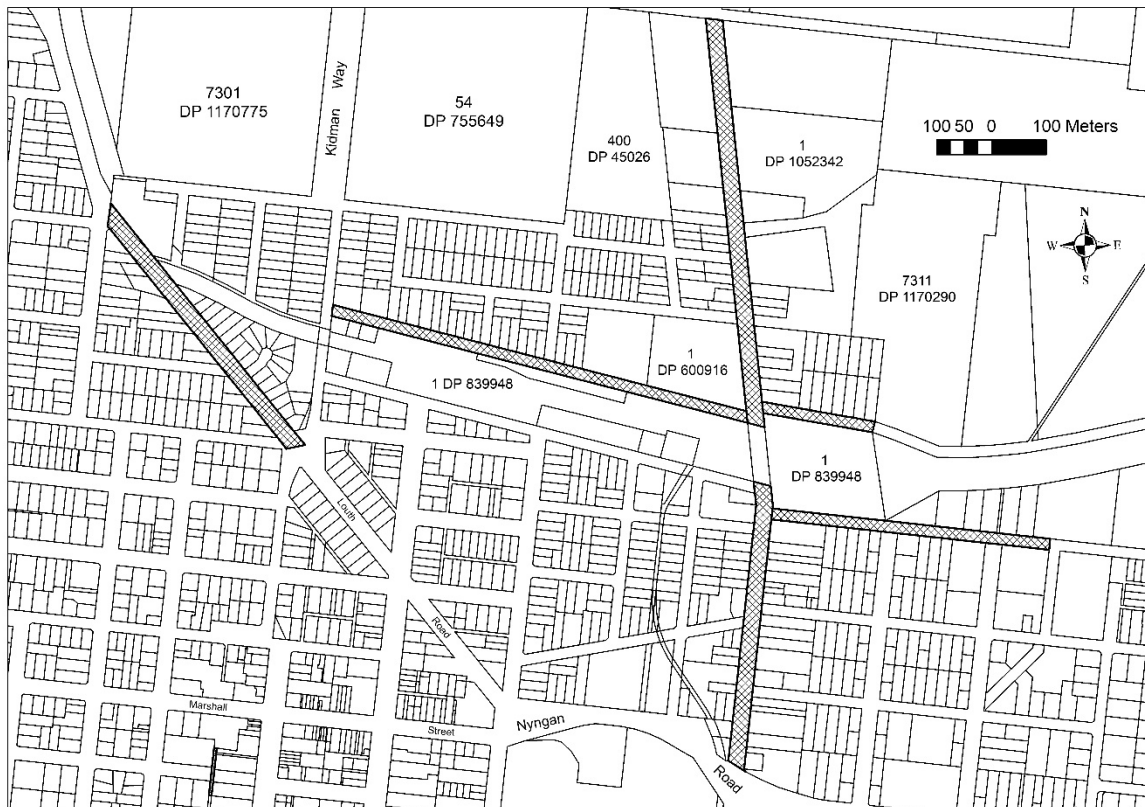 7301
DP 1170775
Kidman Way
54
DP 755649
400
DP 45026
1
DP 1052342
100 50 0 100 Meters
N
W E
S
7311
DP 1170290
1
DP 600916
1 DP 839948
1
DP 839948
Louth
Road
Marshall
Street
Nyngan
Road